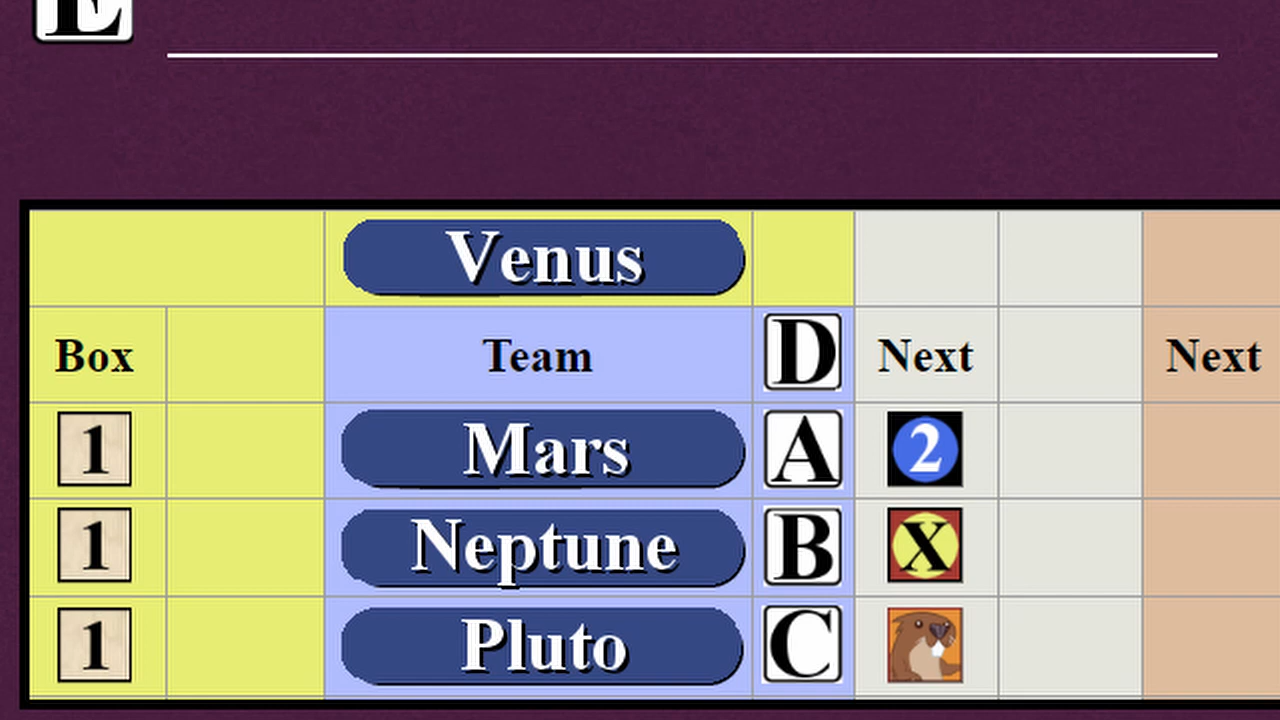 E
Venus
Box Team D Next Next
1 Mars A 2
1 Neptune B X
1 Pluto C